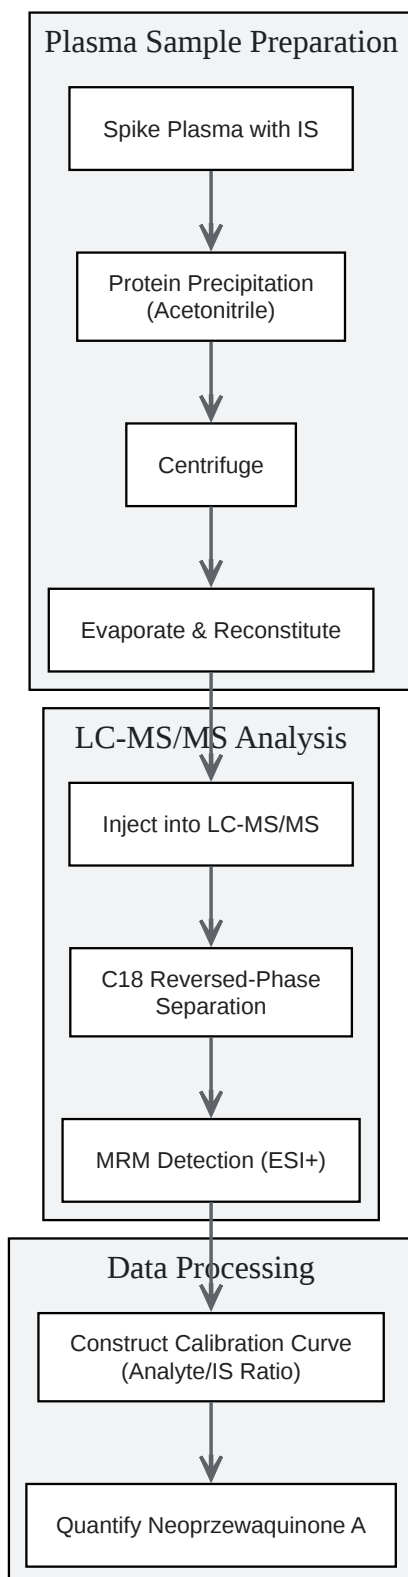 Plasma Sample Preparation
Spike Plasma with IS
Protein Precipitation
(Acetonitrile)
Centrifuge
Evaporate & Reconstitute
LC-MS/MS Analysis
Inject into LC-MS/MS
C18 Reversed-Phase
Separation
MRM Detection (ESI+)
Data Processing
Construct Calibration Curve
(Analyte/IS Ratio)
Quantify Neoprzewaquinone A